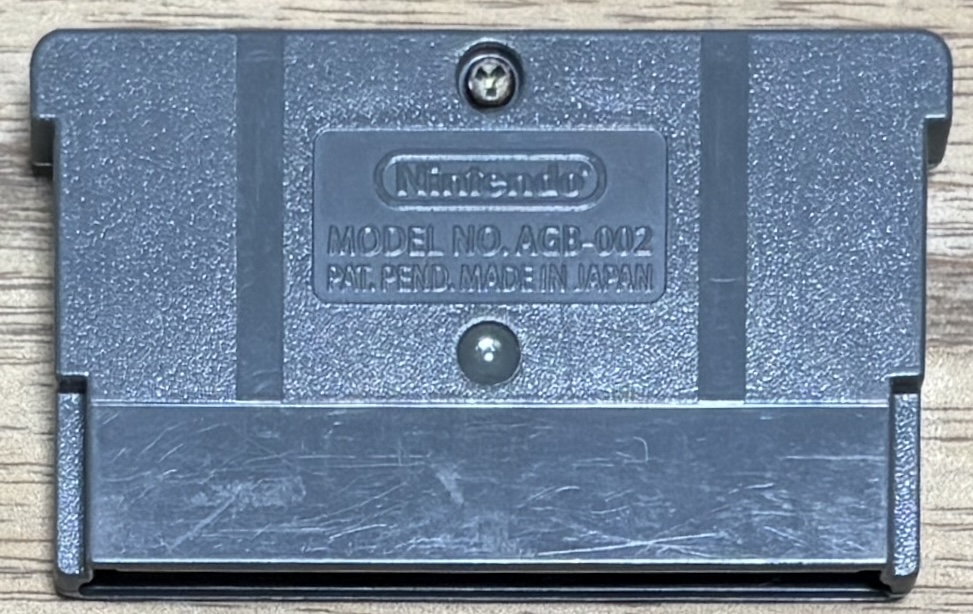 Nintendo
MODEL NO. AGB-002
PAT. PEND. MADE IN JAPAN